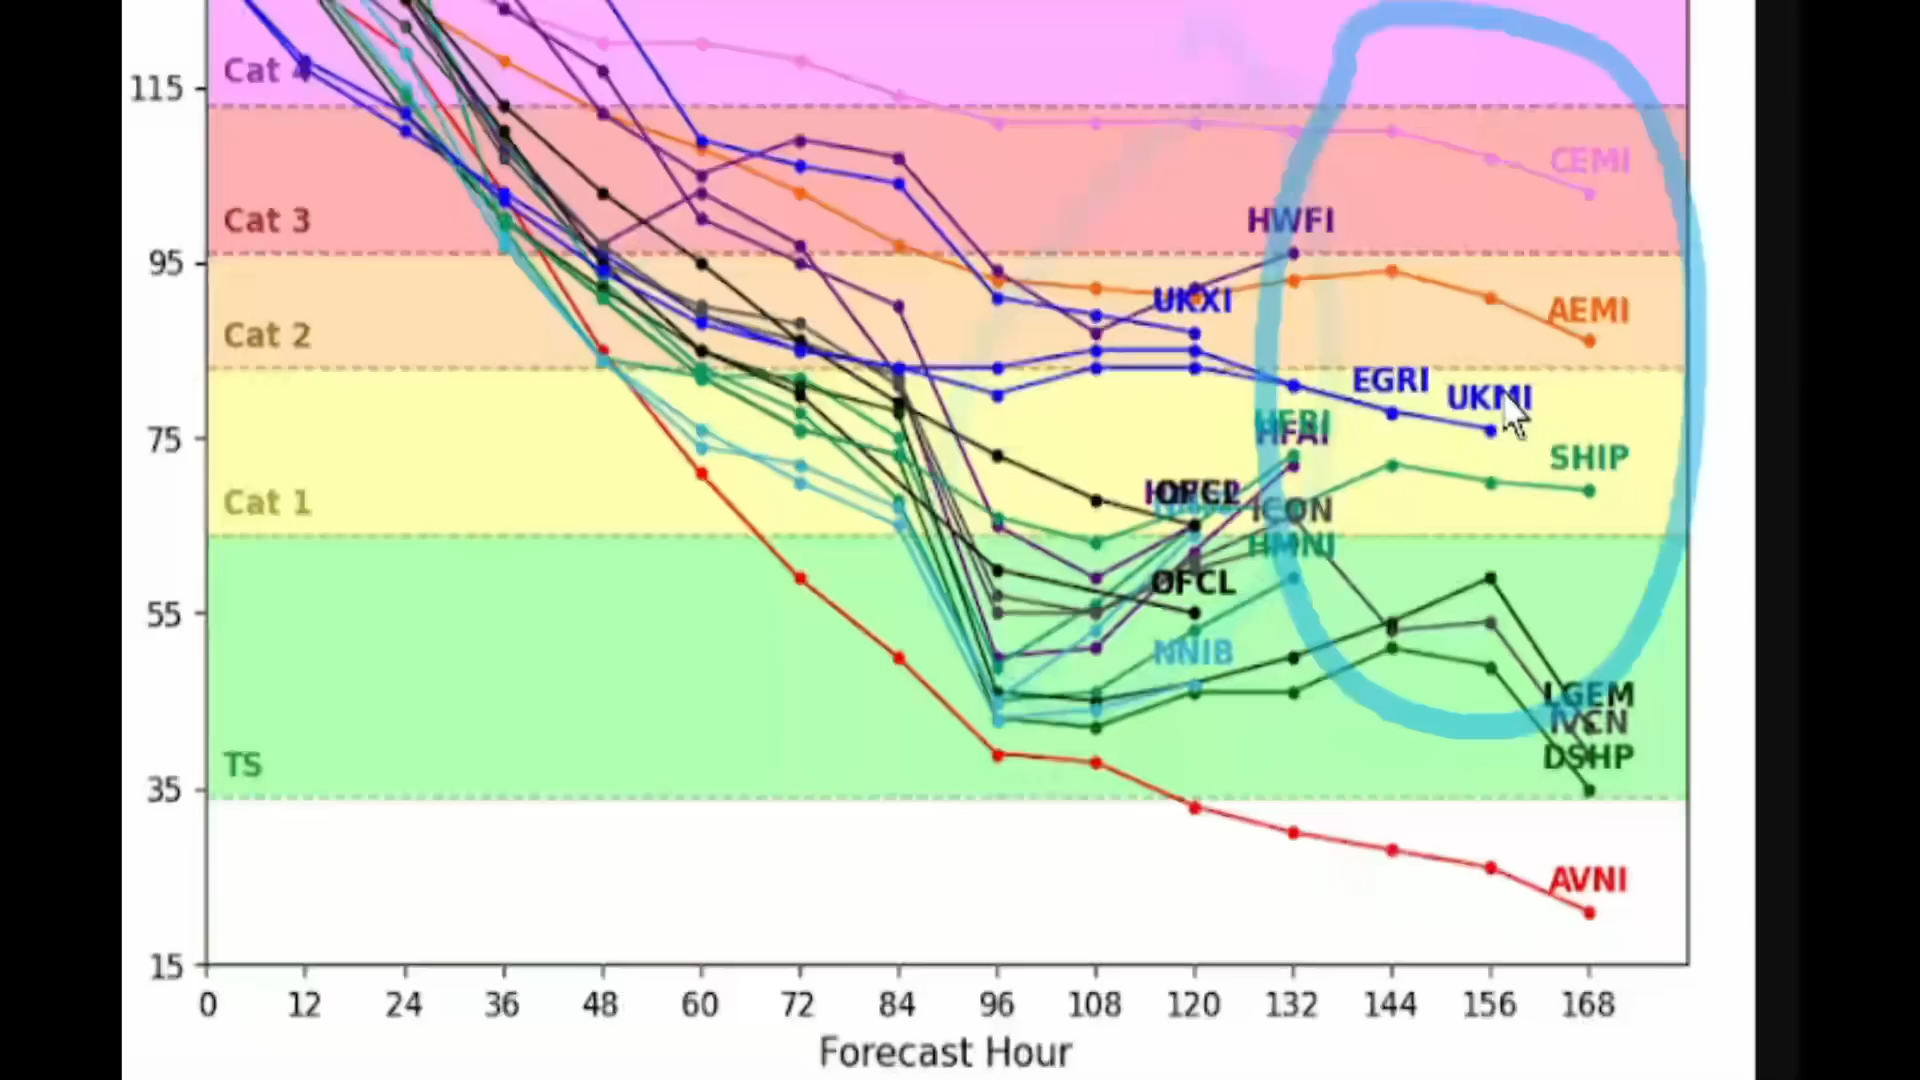 115
Cat 4
CEMI
HWFI
Cat 3
95
UKXI
AEMI
Cat 2
EGRI
UKMI
75
HFAI
SHIP
OFCL
Cat 1
ICON
HMNI
55
OFCL
NNIB
LGEM
IVCN
TS
DSHP
35
AVNI
15
0 12 24 36 48 60 72 84 96 108 120 132 144 156 168
Forecast Hour